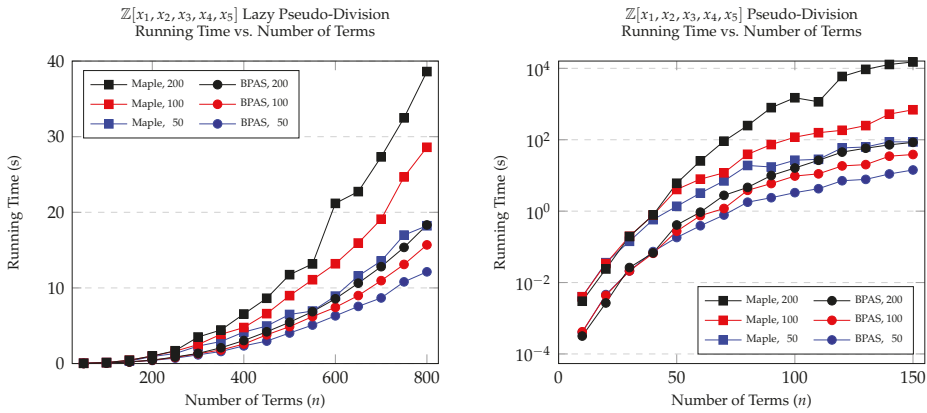 ℤ[x₁, x₂, x₃, x₄, x₅] Lazy Pseudo-Division
Running Time vs. Number of Terms
40
30
20
10
0
Running Time (s)
Maple, 200
BPAS, 200
Maple, 100
BPAS, 100
Maple, 50
BPAS, 50
200
400
600
800
Number of Terms (n)
ℤ[x₁, x₂, x₃, x₄, x₅] Pseudo-Division
Running Time vs. Number of Terms
10⁴
10²
10⁰
10⁻²
10⁻⁴
Running Time (s)
Maple, 200
BPAS, 200
Maple, 100
BPAS, 100
Maple, 50
BPAS, 50
0
50
100
150
Number of Terms (n)